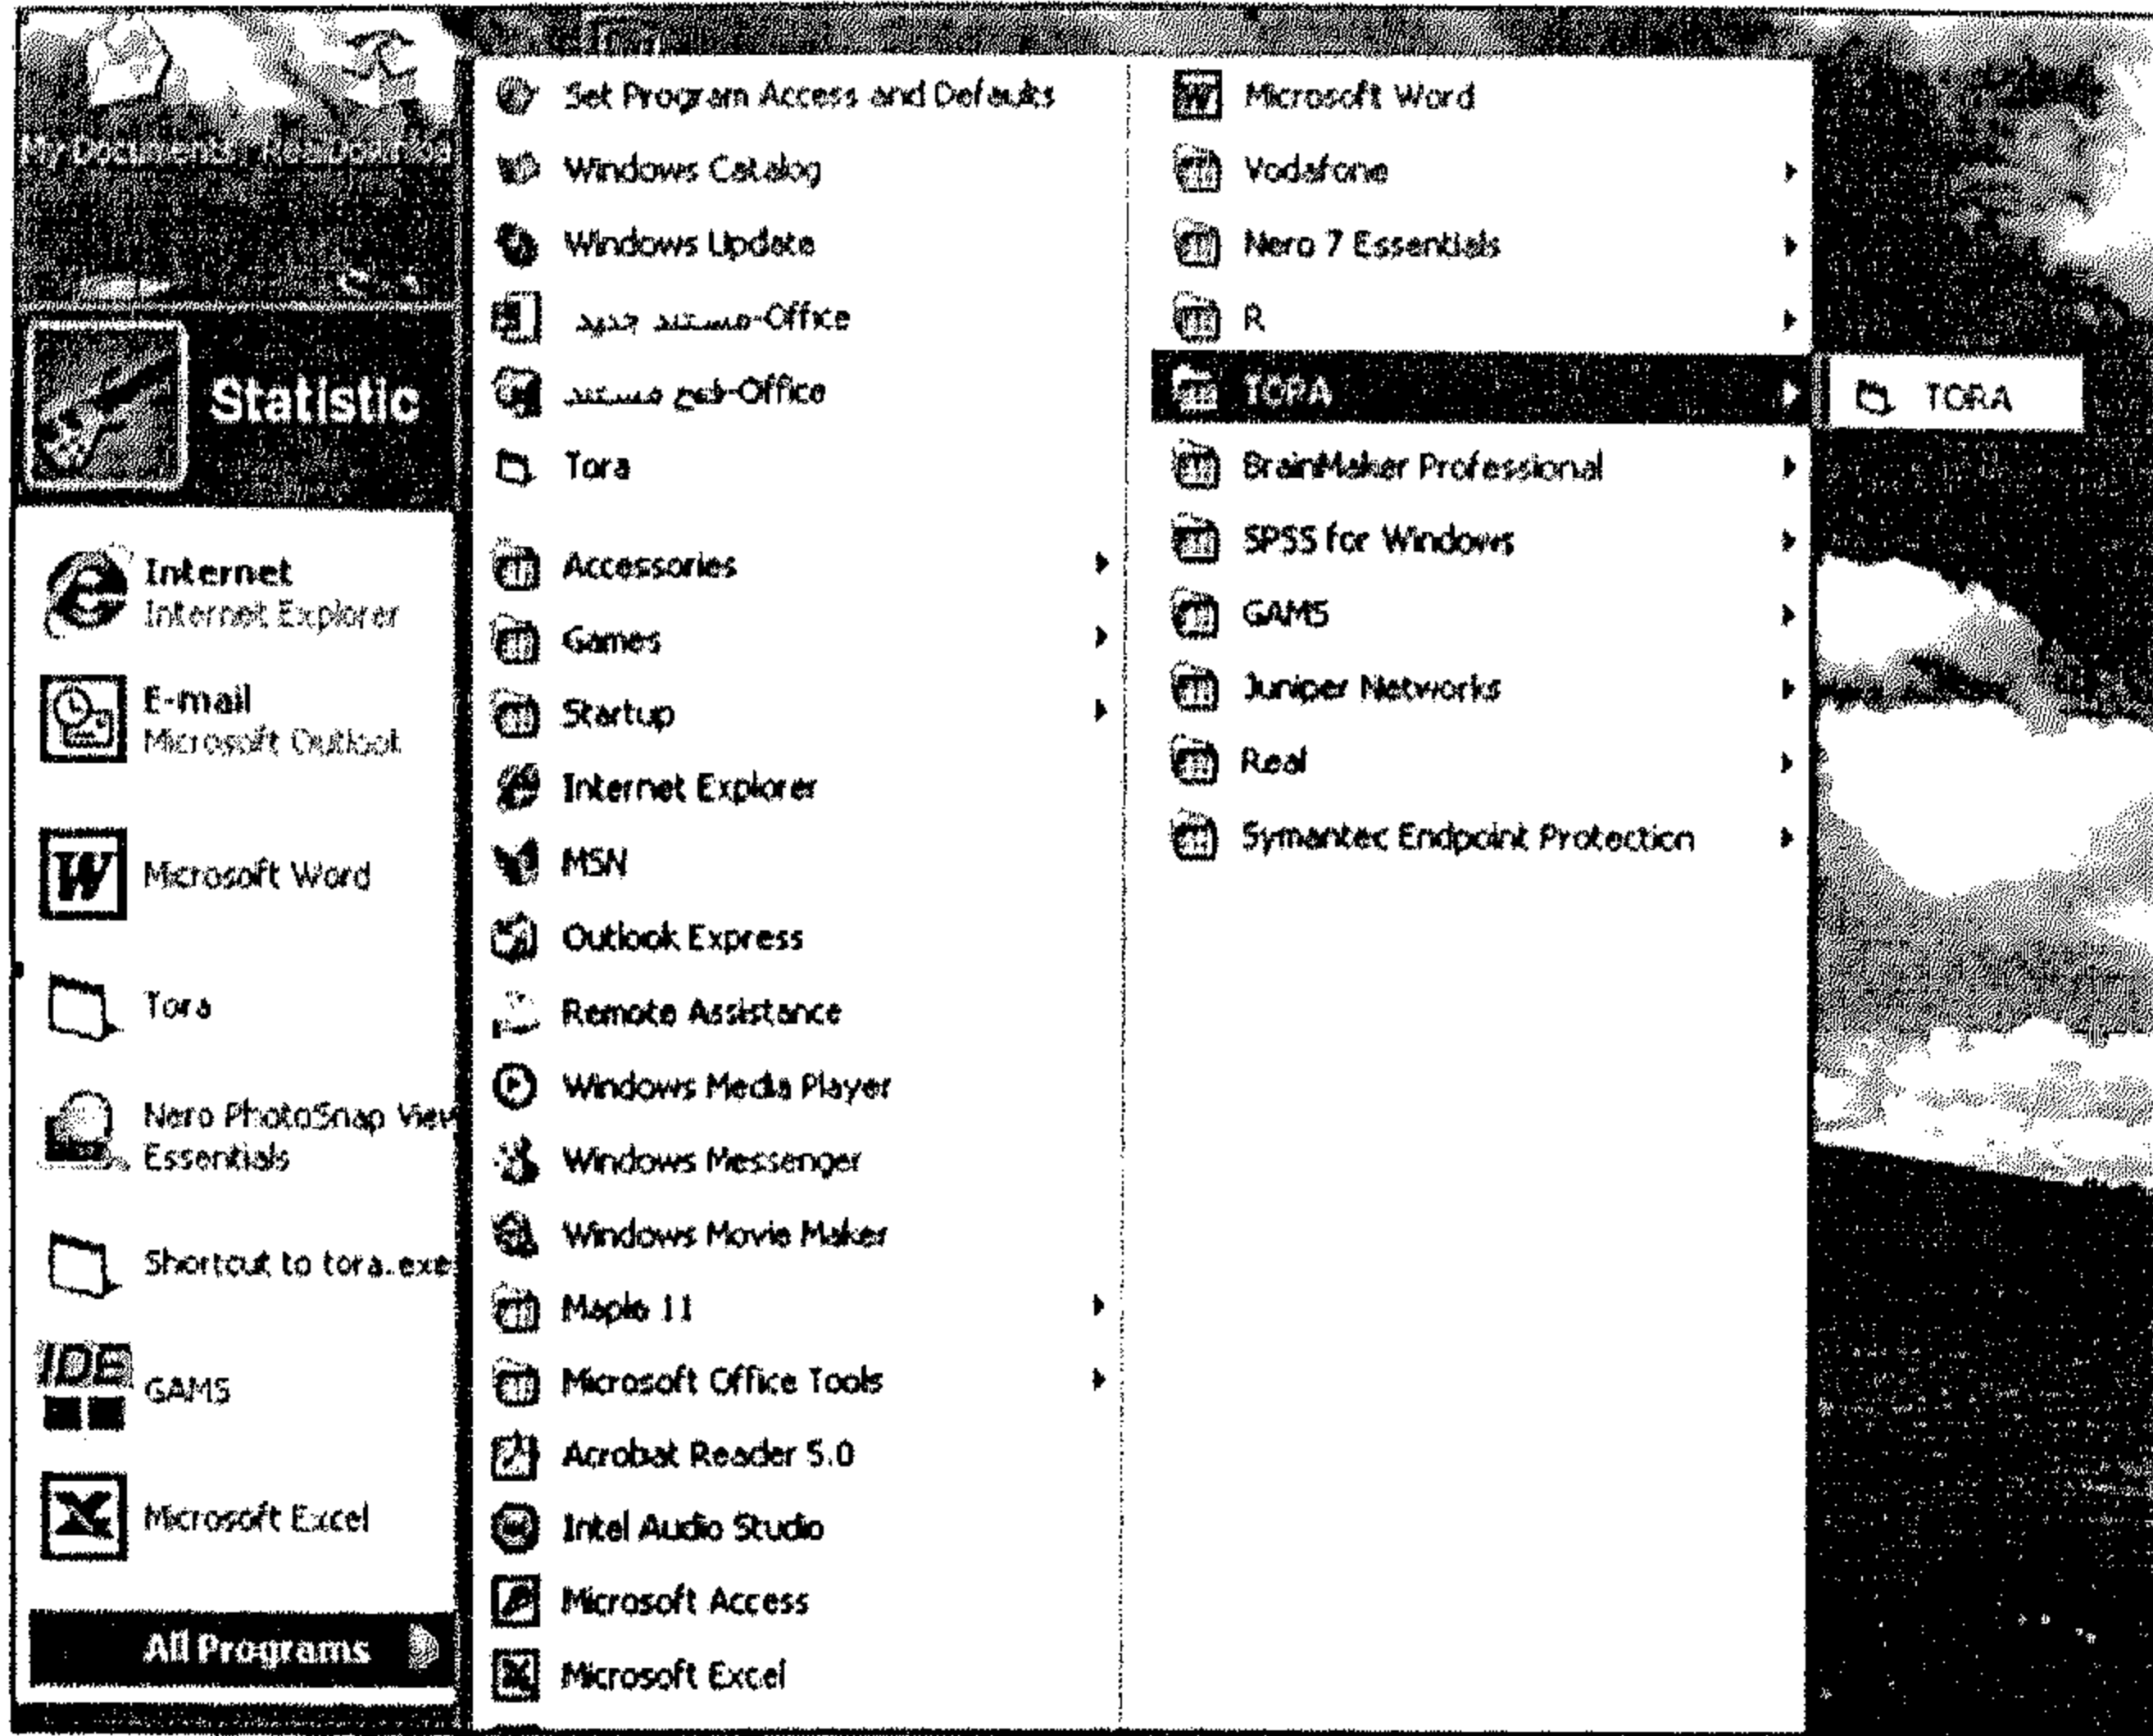 My Documents
Statistic
Internet
Internet Explorer
E-mail
Microsoft Outlook
Microsoft Word
Tora
Nero PhotoSnap View
Essentials
Shortcut to tora.exe
IDE
GAMS
Microsoft Excel
All Programs
Set Program Access and Defaults
Windows Catalog
Windows Update
مستند جديد-Office
فتح مستند-Office
Tora
Accessories
Games
Startup
Internet Explorer
MSN
Outlook Express
Remote Assistance
Windows Media Player
Windows Messenger
Windows Movie Maker
Maple 11
Microsoft Office Tools
Acrobat Reader 5.0
Intel Audio Studio
Microsoft Access
Microsoft Excel
Microsoft Word
Vodafone
Nero 7 Essentials
R
TORA
BrainMaker Professional
SPSS for Windows
GAMS
Juniper Networks
Real
Symantec Endpoint Protection
TORA